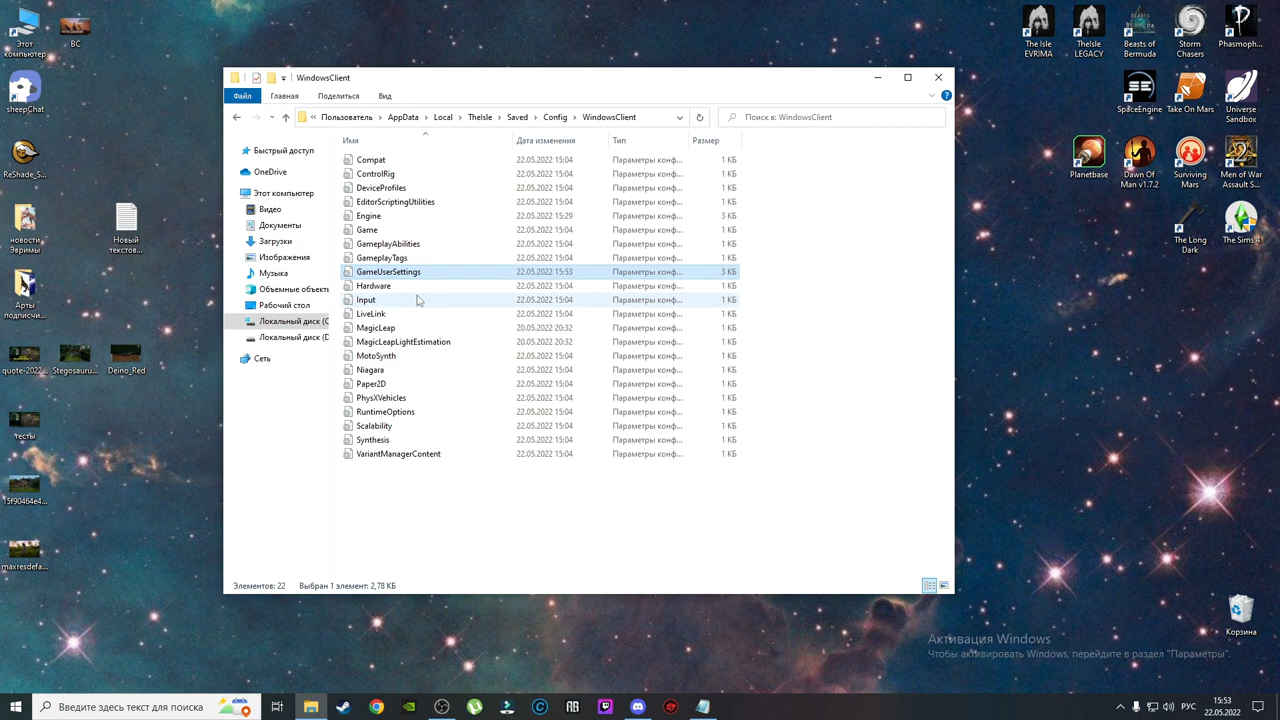 Этот
компьютер
BC
sheepChat
ReShade_S...
новости
Эвримы
Новый
текстов...
Арты
подписчи...
quote-2022...
Stegosaurus...
Deino_Red
тесты
15f90464e4...
maxresdefa...
The Isle
EVRIMA
TheIsle
LEGACY
Beasts of
Bermuda
Storm
Chasers
Phasmoph...
SpaceEngine
Take On Mars
Universe
Sandbox
Planetbase
Dawn of
Man v1.7.2
Surviving
Mars
Men of War
Assault S...
The Long
Dark
The Sims 4
Корзина
WindowsClient
Файл
Главная
Поделиться
Вид
« Пользователь > AppData > Local > TheIsle > Saved > Config > WindowsClient
Поиск в: WindowsClient
Имя Дата изменения Тип Размер
Быстрый доступ
OneDrive
Этот компьютер
Видео
Документы
Загрузки
Изображения
Музыка
Объемные объекть
Рабочий стол
Локальный диск (C
Локальный диск (D
Сеть
Compat 22.05.2022 15:04 Параметры конф... 1 КБ
ControlRig 22.05.2022 15:04 Параметры конф... 1 КБ
DeviceProfiles 22.05.2022 15:04 Параметры конф... 1 КБ
EditorScriptingUtilities 22.05.2022 15:04 Параметры конф... 1 КБ
Engine 22.05.2022 15:29 Параметры конф... 3 КБ
Game 22.05.2022 15:04 Параметры конф... 1 КБ
GameplayAbilities 22.05.2022 15:04 Параметры конф... 1 КБ
GameplayTags 22.05.2022 15:04 Параметры конф... 1 КБ
GameUserSettings 22.05.2022 15:53 Параметры конф... 3 КБ
Hardware 22.05.2022 15:04 Параметры конф... 1 КБ
Input 22.05.2022 15:04 Параметры конф... 1 КБ
LiveLink 22.05.2022 15:04 Параметры конф... 1 КБ
MagicLeap 20.05.2022 20:32 Параметры конф... 1 КБ
MagicLeapLightEstimation 20.05.2022 20:32 Параметры конф... 1 КБ
MotoSynth 22.05.2022 15:04 Параметры конф... 1 КБ
Niagara 22.05.2022 15:04 Параметры конф... 1 КБ
Paper2D 22.05.2022 15:04 Параметры конф... 1 КБ
PhysXVehicles 22.05.2022 15:04 Параметры конф... 1 КБ
RuntimeOptions 22.05.2022 15:04 Параметры конф... 1 КБ
Scalability 22.05.2022 15:04 Параметры конф... 1 КБ
Synthesis 22.05.2022 15:04 Параметры конф... 1 КБ
VariantManagerContent 22.05.2022 15:04 Параметры конф... 1 КБ
Элементов: 22 Выбран 1 элемент: 2,78 КБ
Активация Windows
Чтобы активировать Windows, перейдите в раздел "Параметры".
Введите здесь текст для поиска
РУС
15:53
22.05.2022